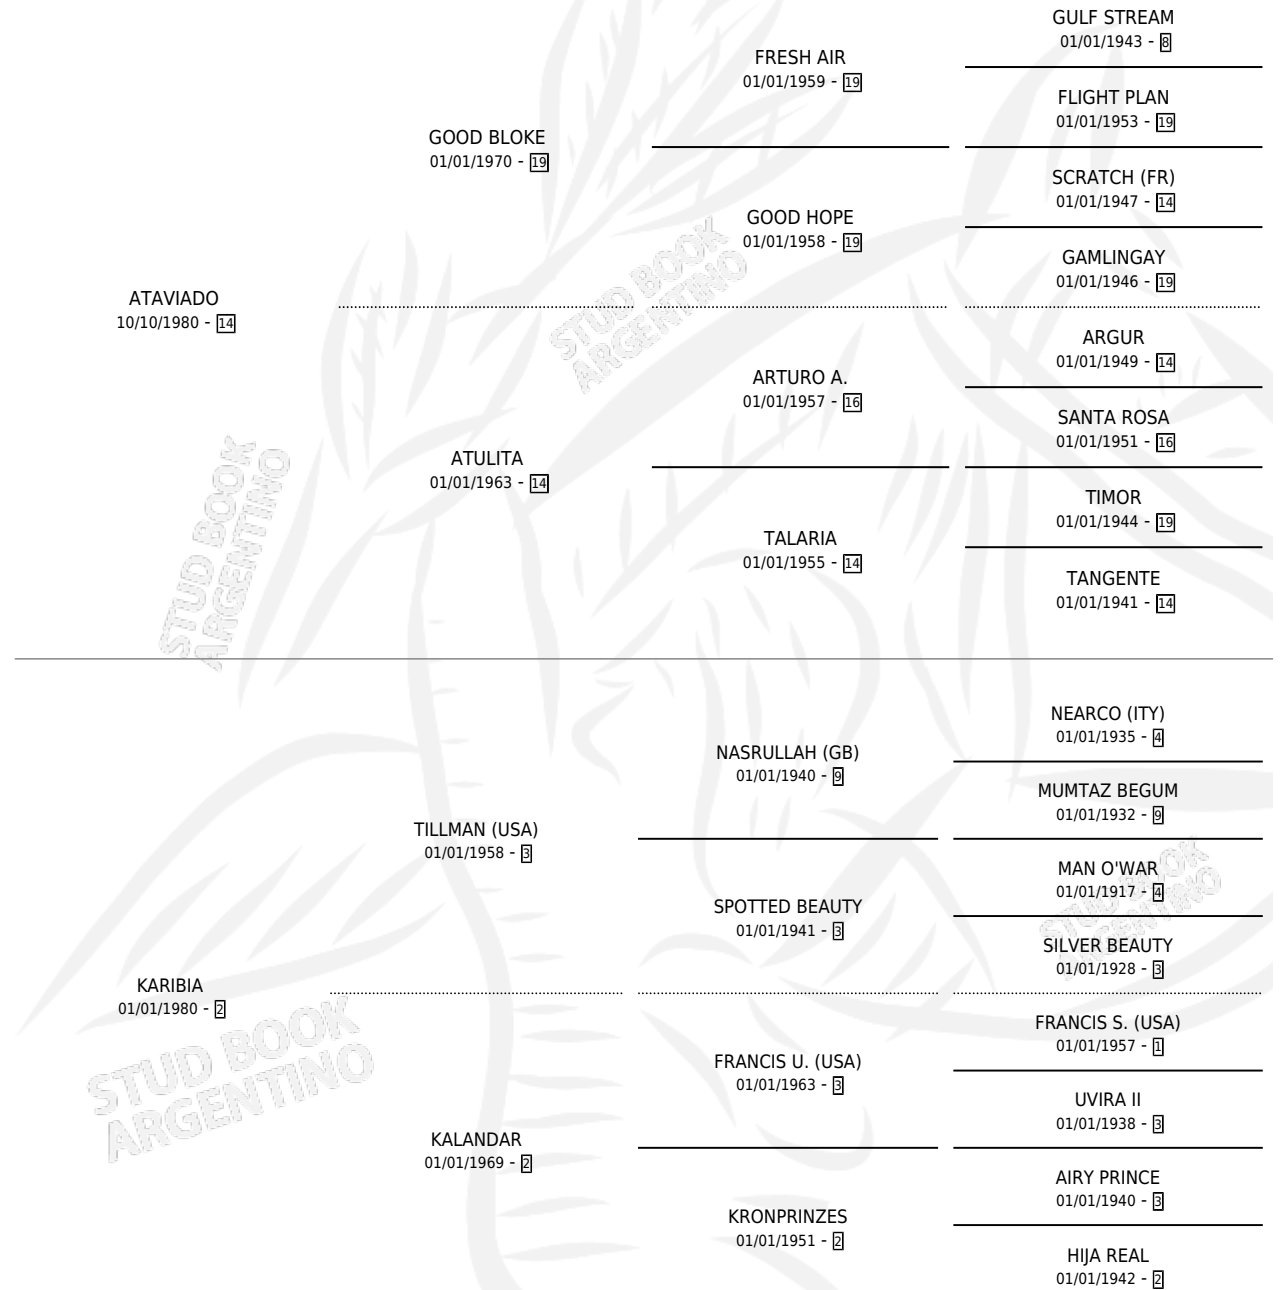 GULF STREAM
01/01/1943 - 8
FRESH AIR
01/01/1959 - 19
FLIGHT PLAN
01/01/1953 - 19
GOOD BLOKE
01/01/1970 - 19
SCRATCH (FR)
01/01/1947 - 14
GOOD HOPE
01/01/1958 - 19
GAMLINGAY
01/01/1946 - 19
ATAVIADO
10/10/1980 - 14
ARGUR
01/01/1949 - 14
ARTURO A.
01/01/1957 - 16
SANTA ROSA
01/01/1951 - 16
ATULITA
01/01/1963 - 14
TIMOR
01/01/1944 - 19
TALARIA
01/01/1955 - 14
TANGENTE
01/01/1941 - 14
STUD BOOK
ARGENTINO
STUD BOOK
ARGENTINO
NEARCO (ITY)
01/01/1935 - 4
NASRULLAH (GB)
01/01/1940 - 9
MUMTAZ BEGUM
01/01/1932 - 9
TILLMAN (USA)
01/01/1958 - 3
MAN O'WAR
01/01/1917 - 4
SPOTTED BEAUTY
01/01/1941 - 3
SILVER BEAUTY
01/01/1928 - 3
STUD BOOK
ARGENTINO
KARIBIA
01/01/1980 - 2
FRANCIS S. (USA)
01/01/1957 - 1
FRANCIS U. (USA)
01/01/1963 - 3
UVIRA II
01/01/1938 - 3
KALANDAR
01/01/1969 - 2
AIRY PRINCE
01/01/1940 - 3
KRONPRINZES
01/01/1951 - 2
HIJA REAL
01/01/1942 - 2
STUD BOOK
ARGENTINO